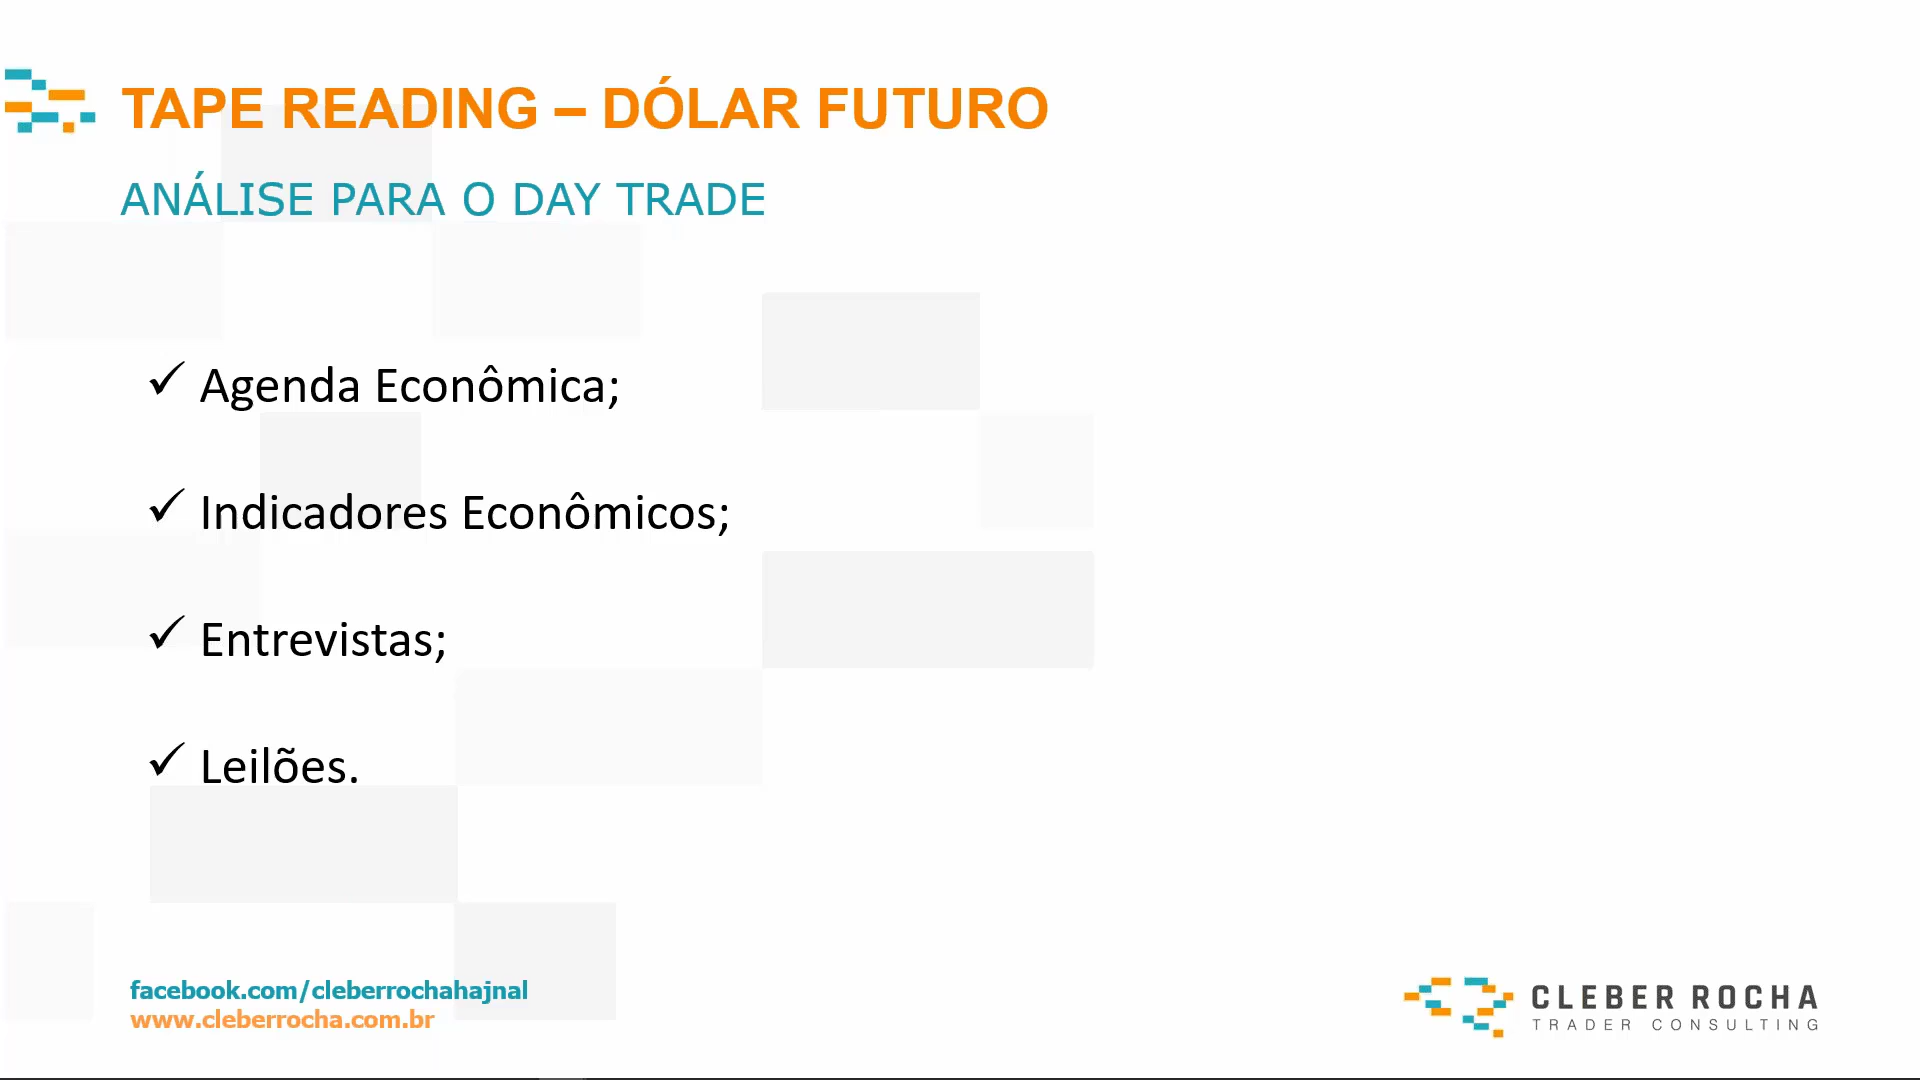 TAPE READING – DÓLAR FUTURO
ANÁLISE PARA O DAY TRADE
✓ Agenda Econômica;
✓ Indicadores Econômicos;
✓ Entrevistas;
✓ Leilões.
facebook.com/cleberrochahajnal
www.cleberrocha.com.br
CLEBER ROCHA
TRADER CONSULTING